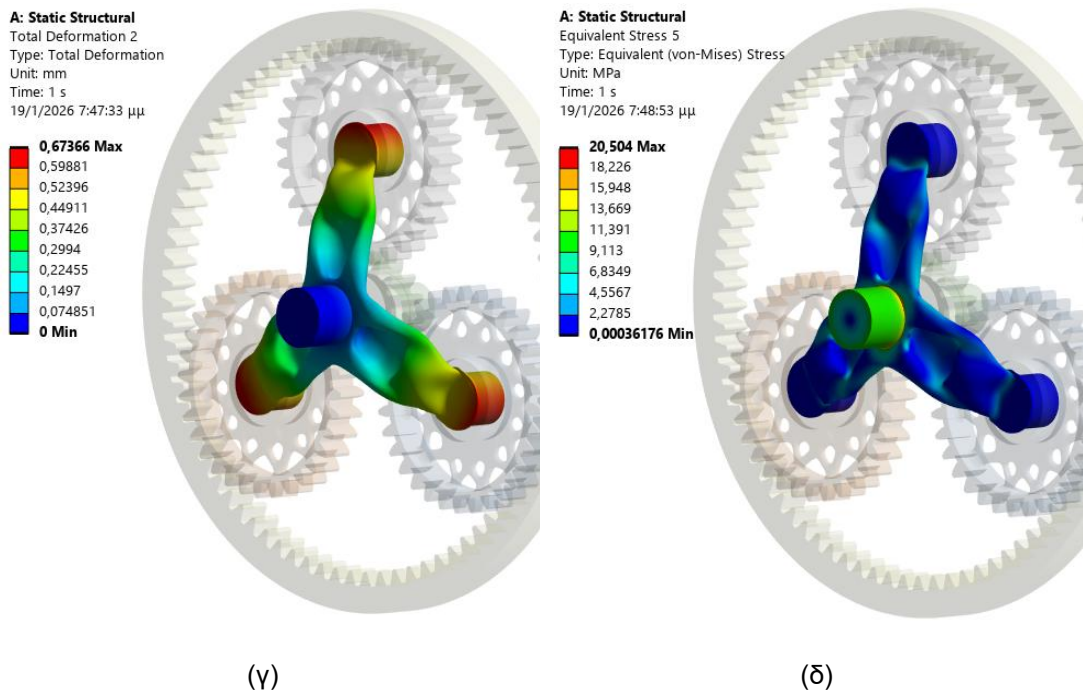 A: Static Structural
Total Deformation 2
Type: Total Deformation
Unit: mm
Time: 1 s
19/1/2026 7:47:33 μμ
0,67366 Max
0,59881
0,52396
0,44911
0,37426
0,2994
0,22455
0,1497
0,074851
0 Min
(γ)
A: Static Structural
Equivalent Stress 5
Type: Equivalent (von-Mises) Stress
Unit: MPa
Time: 1 s
19/1/2026 7:48:53 μμ
20,504 Max
18,226
15,948
13,669
11,391
9,113
6,8349
4,5567
2,2785
0,00036176 Min
(δ)